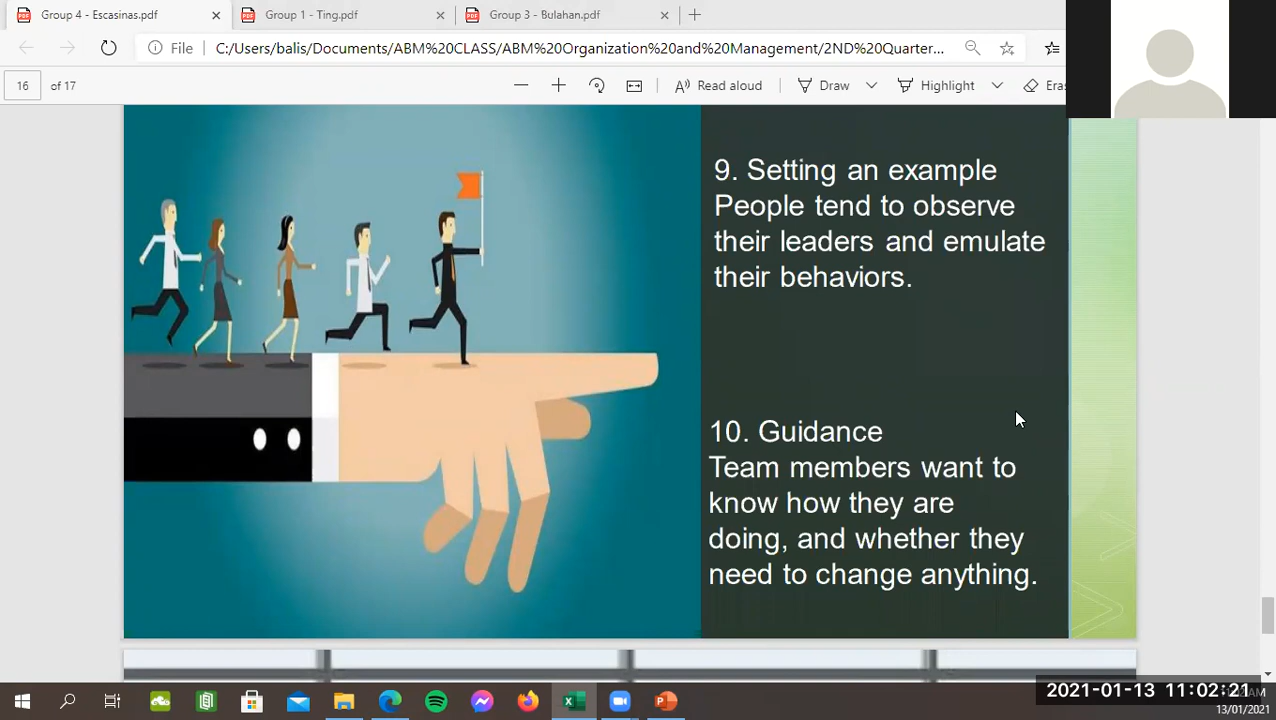 Group 4 - Escasinas.pdf
Group 1 - Ting.pdf
Group 3 - Bulahan.pdf
File
C:/Users/balis/Documents/ABM%20CLASS/ABM%20Organization%20and%20Management/2ND%20Quarter...
16
of 17
Read aloud
Draw
Highlight
9. Setting an example
People tend to observe
their leaders and emulate
their behaviors.
10. Guidance
Team members want to
know how they are
doing, and whether they
need to change anything.
2021-01-13 11:02:21
13/01/2021